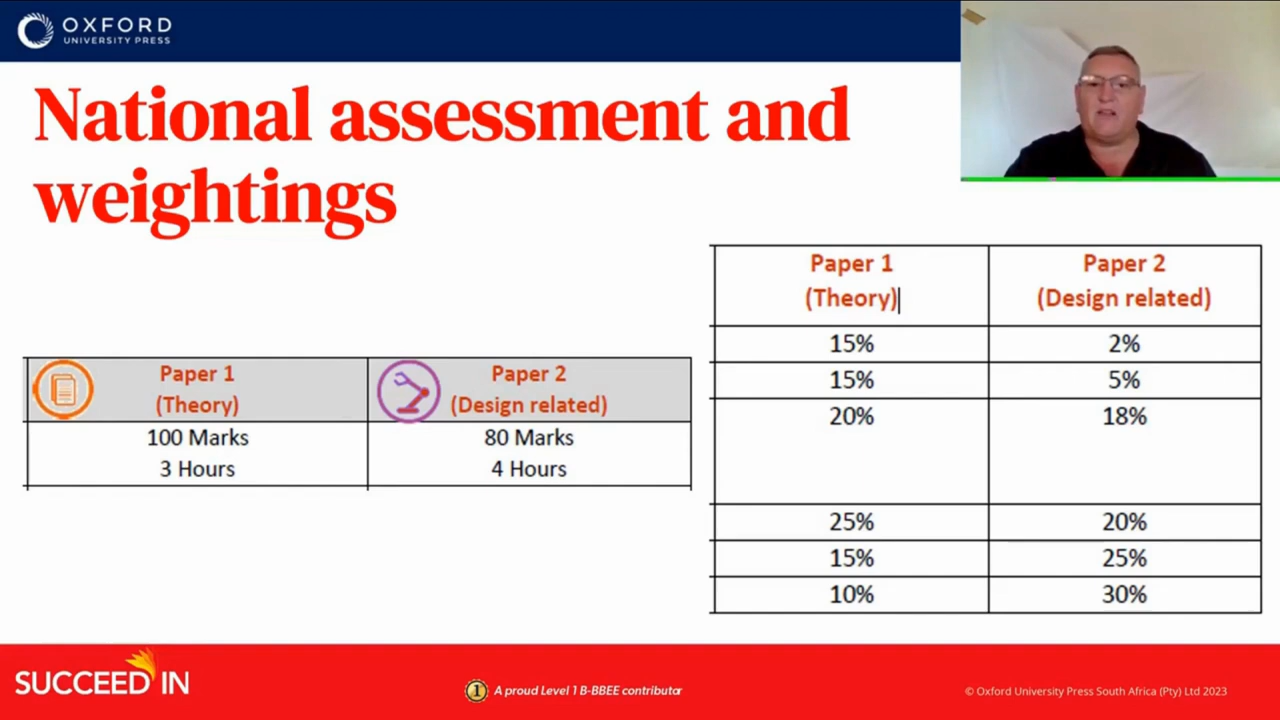 OXFORD
UNIVERSITY PRESS
National assessment and
weightings
Paper 1
(Theory)
Paper 2
(Design related)
100 Marks
3 Hours
80 Marks
4 Hours
Paper 1
(Theory)
Paper 2
(Design related)
15% 2%
15% 5%
20% 18%
25% 20%
15% 25%
10% 30%
SUCCEED IN
1
A proud Level 1 B-BBEE contributor
© Oxford University Press South Africa (Pty) Ltd 2023